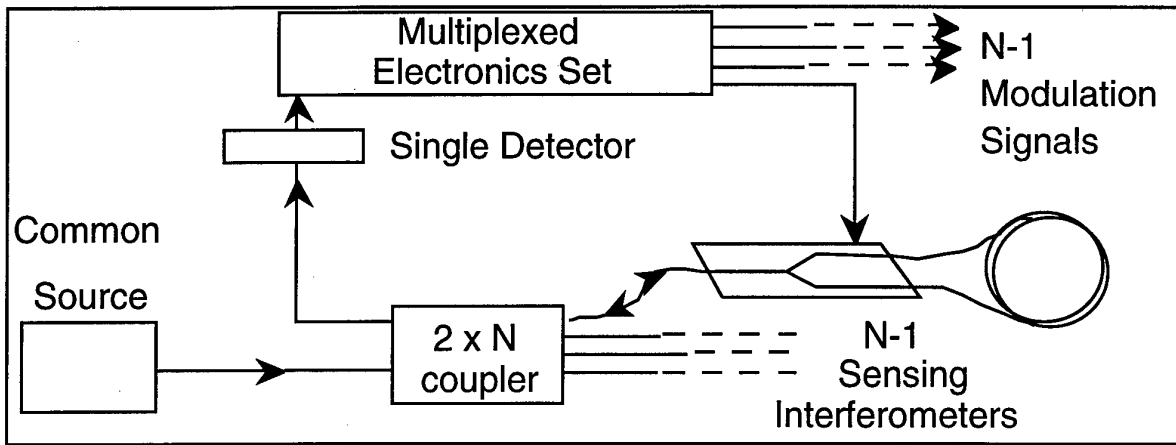 Multiplexed
Electronics Set
N-1
Modulation
Signals
Single Detector
Common
Source
2 x N
coupler
N-1
Sensing
Interferometers